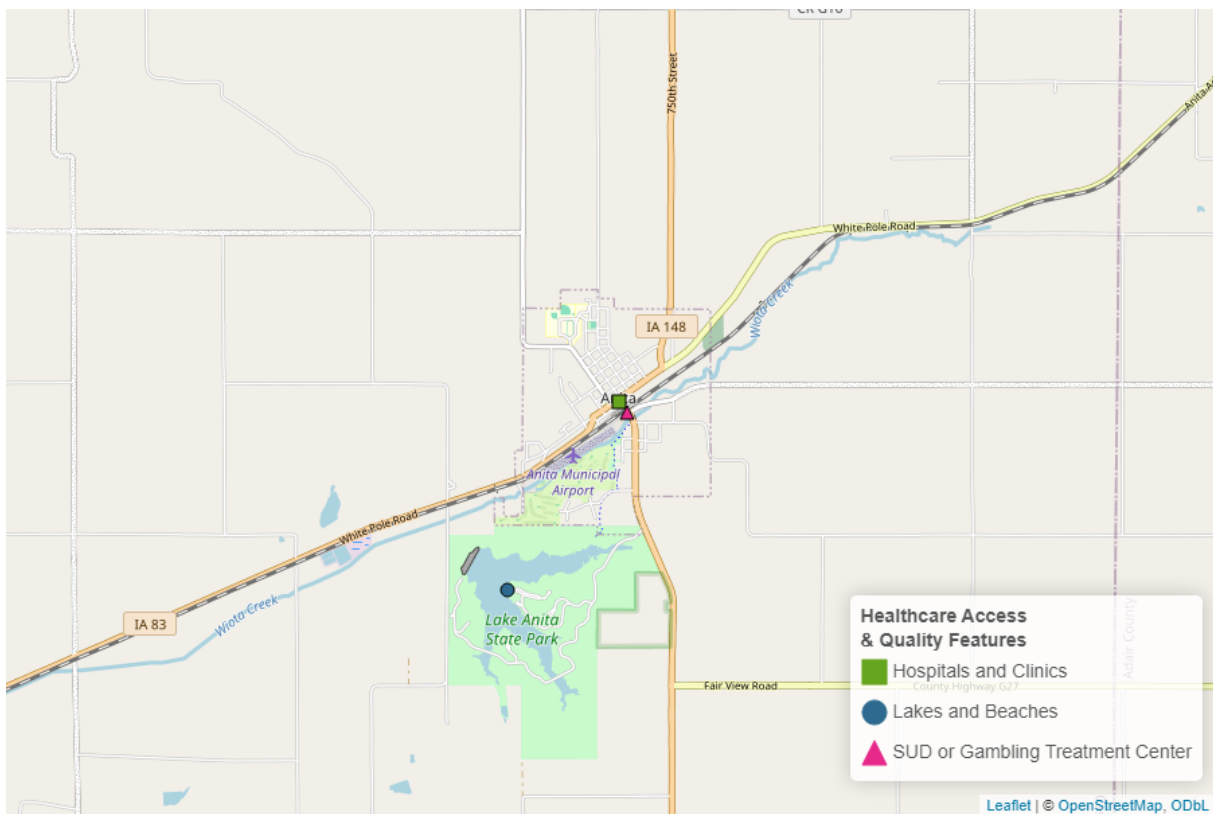 CR G16
750th Street
Anita A
White Pole Road
Wiota Creek
IA 148
Anita
Anita Municipal
Airport
White Pole Road
IA 83
Wiota Creek
Lake Anita
State Park
Fair View Road
County Highway G27
Adair County
Healthcare Access
& Quality Features
Hospitals and Clinics
Lakes and Beaches
SUD or Gambling Treatment Center
Leaflet | © OpenStreetMap, ODbL